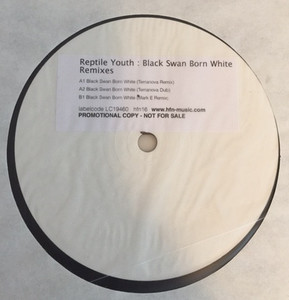 Reptile Youth : Black Swan Born White
Remixes
A1 Black Swan Born White (Terranova Remix)
A2 Black Swan Born White (Terranova Dub)
B1 Black Swan Born White (Mark E Remix)
labelcode LC19460 hfn16 www.hfn-music.com
PROMOTIONAL COPY - NOT FOR SALE